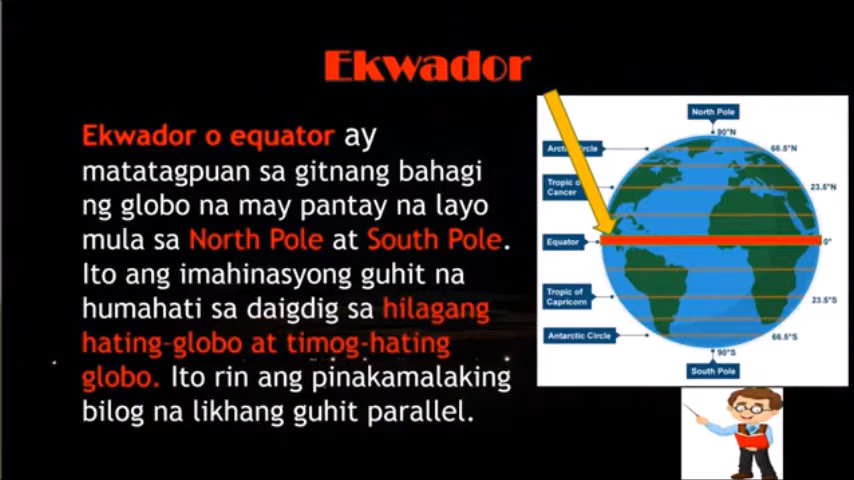 Ekwador
Ekwador o equator ay
matatagpuan sa gitnang bahagi
ng globo na may pantay na layo
mula sa North Pole at South Pole.
Ito ang imahinasyong guhit na
humahati sa daigdig sa hilagang
hating-globo at timog-hating
globo. Ito rin ang pinakamalaking
bilog na likhang guhit parallel.
North Pole
90°N
66.5°N
Tropic
Cancer
23.5°N
Equator
0°
Tropic of
Capricorn
23.5°S
Antarctic Circle
66.5°S
90°S
South Pole